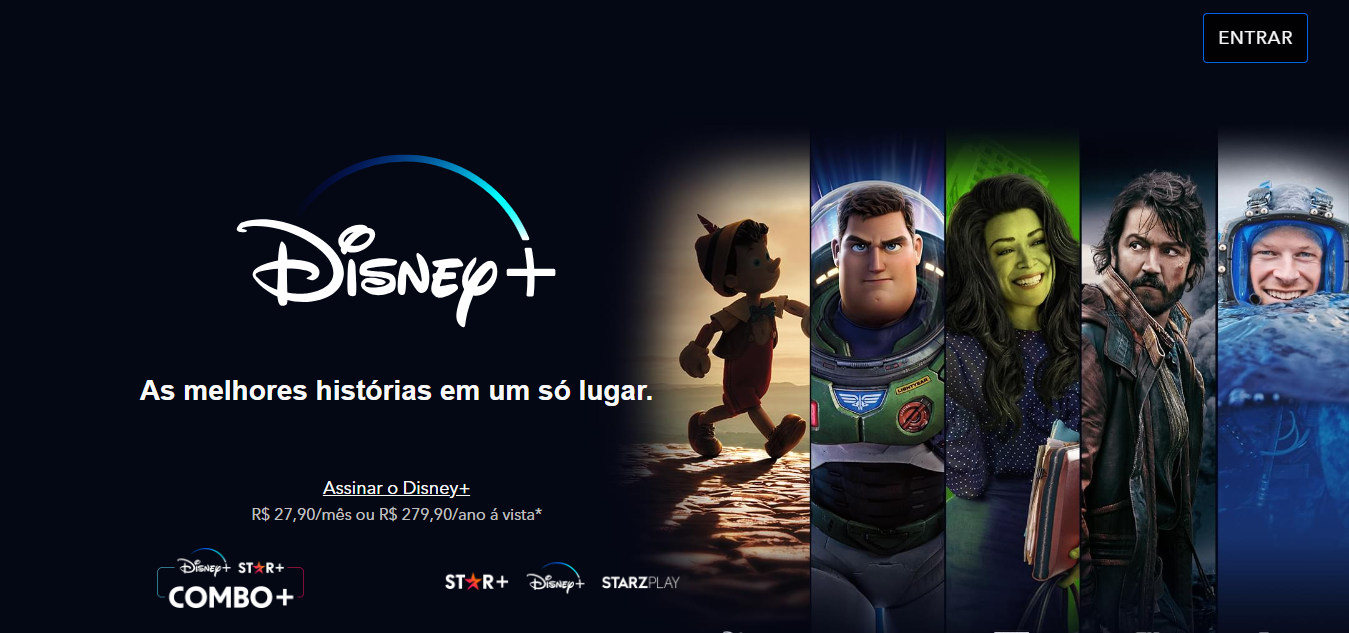 ENTRAR
Disney+
As melhores histórias em um só lugar.
Assinar o Disney+
R$ 27,90/mês ou R$ 279,90/ano á vista*
Disney+ STAR+
COMBO+
STAR+ Disney+ STARZPLAY
LIGHTYEAR